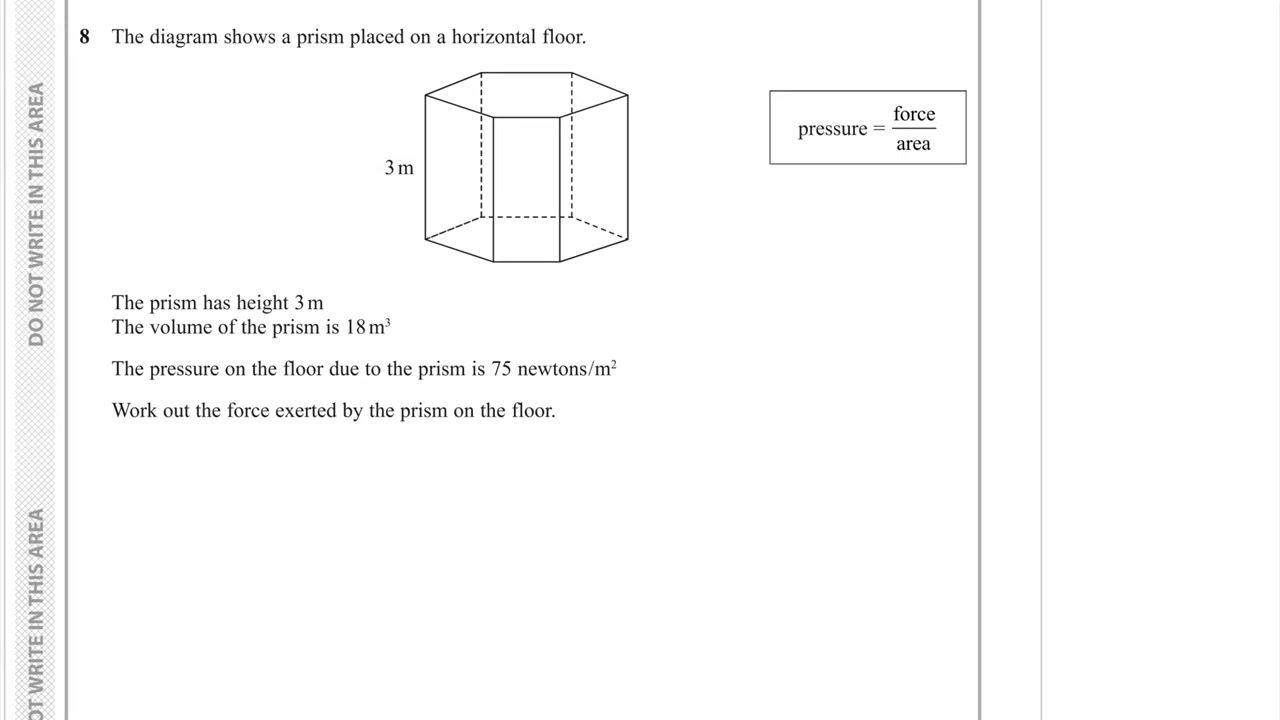 DO NOT WRITE IN THIS AREA
8 The diagram shows a prism placed on a horizontal floor.
pressure = force/area
3 m
The prism has height 3 m
The volume of the prism is 18 m³
The pressure on the floor due to the prism is 75 newtons/m²
Work out the force exerted by the prism on the floor.
OT WRITE IN THIS AREA